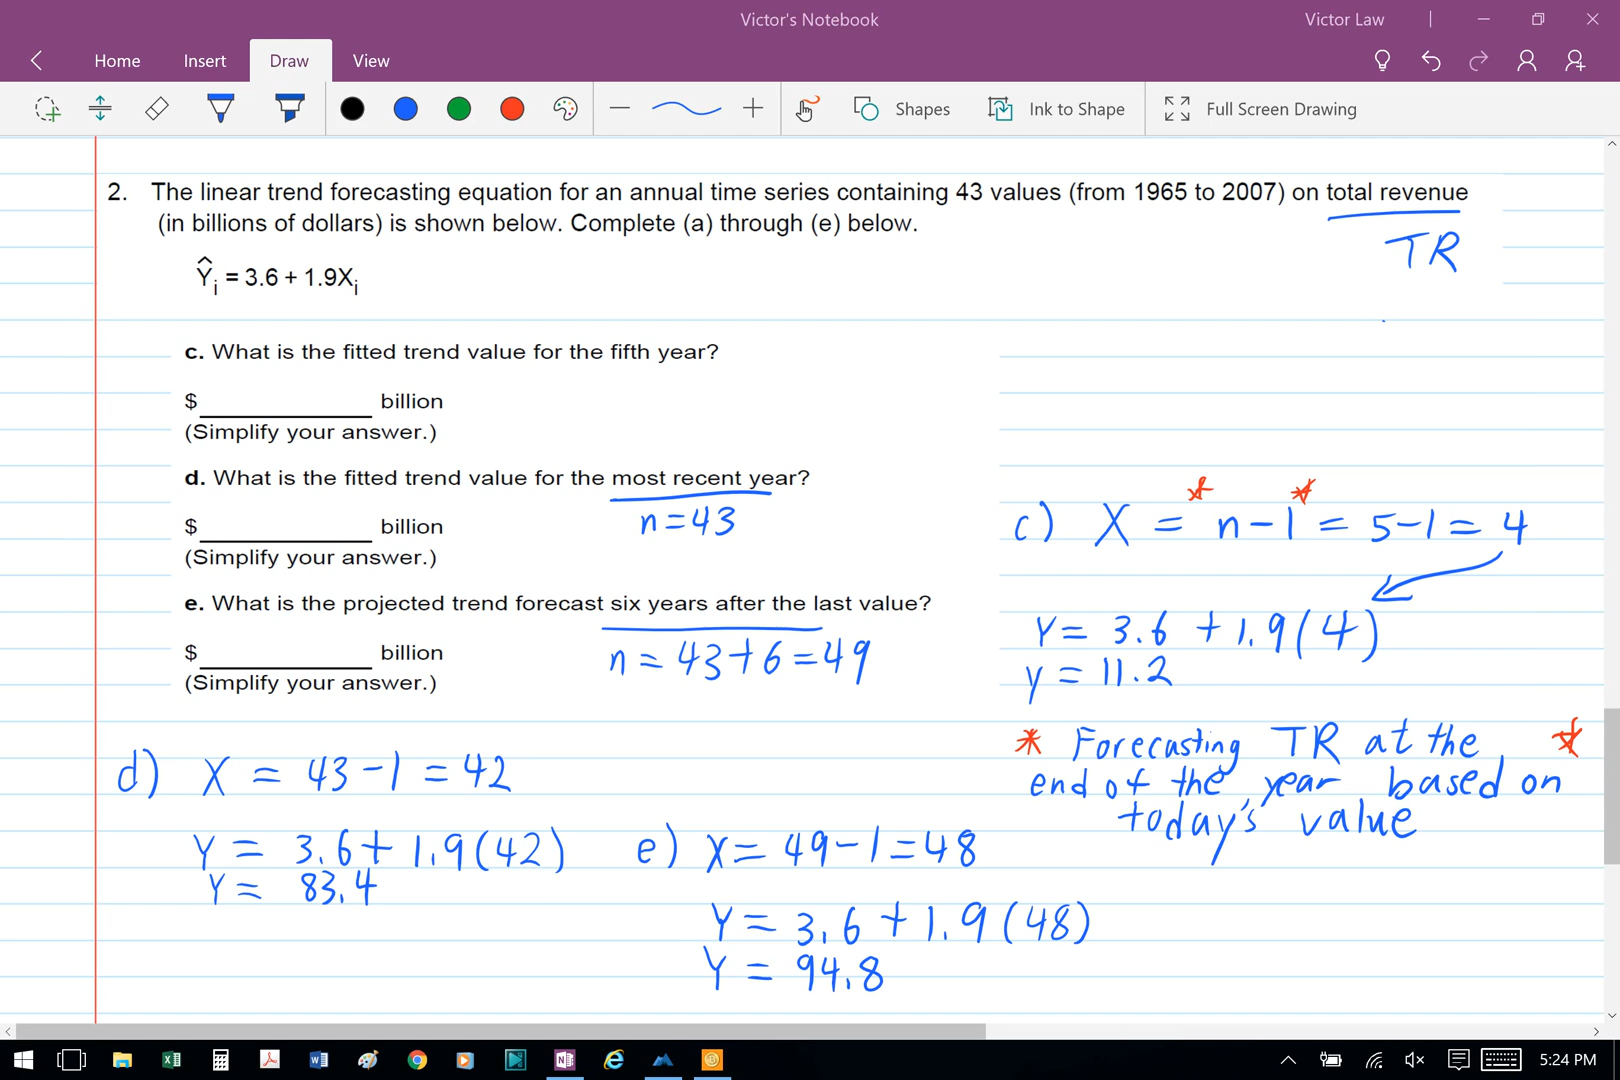 Victor's Notebook
Victor Law
Home Insert Draw View
Shapes Ink to Shape Full Screen Drawing
2. The linear trend forecasting equation for an annual time series containing 43 values (from 1965 to 2007) on total revenue
(in billions of dollars) is shown below. Complete (a) through (e) below.
TR
Ŷi = 3.6 + 1.9Xi
c. What is the fitted trend value for the fifth year?
$ ____ billion
(Simplify your answer.)
d. What is the fitted trend value for the most recent year?
n = 43
$ ____ billion
(Simplify your answer.)
e. What is the projected trend forecast six years after the last value?
n = 43 + 6 = 49
$ ____ billion
(Simplify your answer.)
c) X = n - 1 = 5 - 1 = 4
Y = 3.6 + 1.9(4)
y = 11.2
* Forecasting TR at the *
end of the year based on
today's value
d) X = 43 - 1 = 42
Y = 3.6 + 1.9(42)
Y = 83.4
e) X = 49 - 1 = 48
Y = 3.6 + 1.9(48)
Y = 94.8
5:24 PM